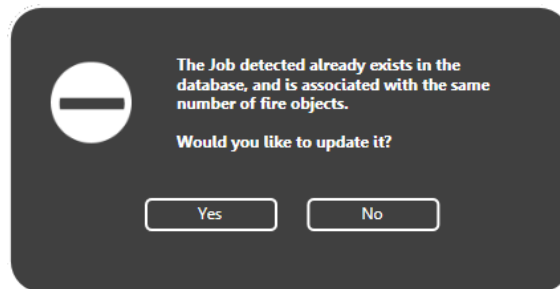 The Job detected already exists in the
database, and is associated with the same
number of fire objects.
Would you like to update it?
Yes
No